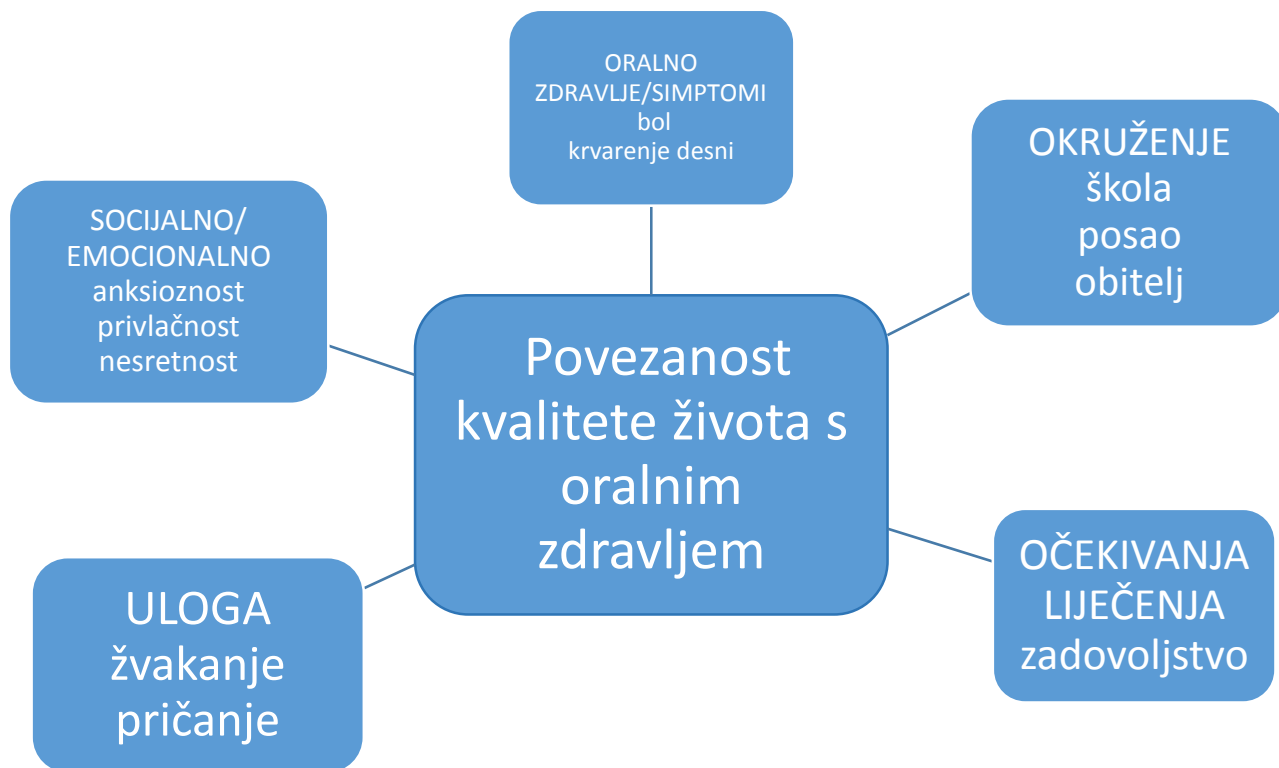 ORALNO
ZDRAVLJE/SIMPTOMI
bol
krvarenje desni
OKRUŽENJE
škola
posao
obitelj
SOCIJALNO/
EMOCIONALNO
anksioznost
privlačnost
nesretnost
Povezanost
kvalitete života s
oralnim
zdravljem
OČEKIVANJA
LIJEČENJA
zadovoljstvo
ULOGA
žvakanje
pričanje